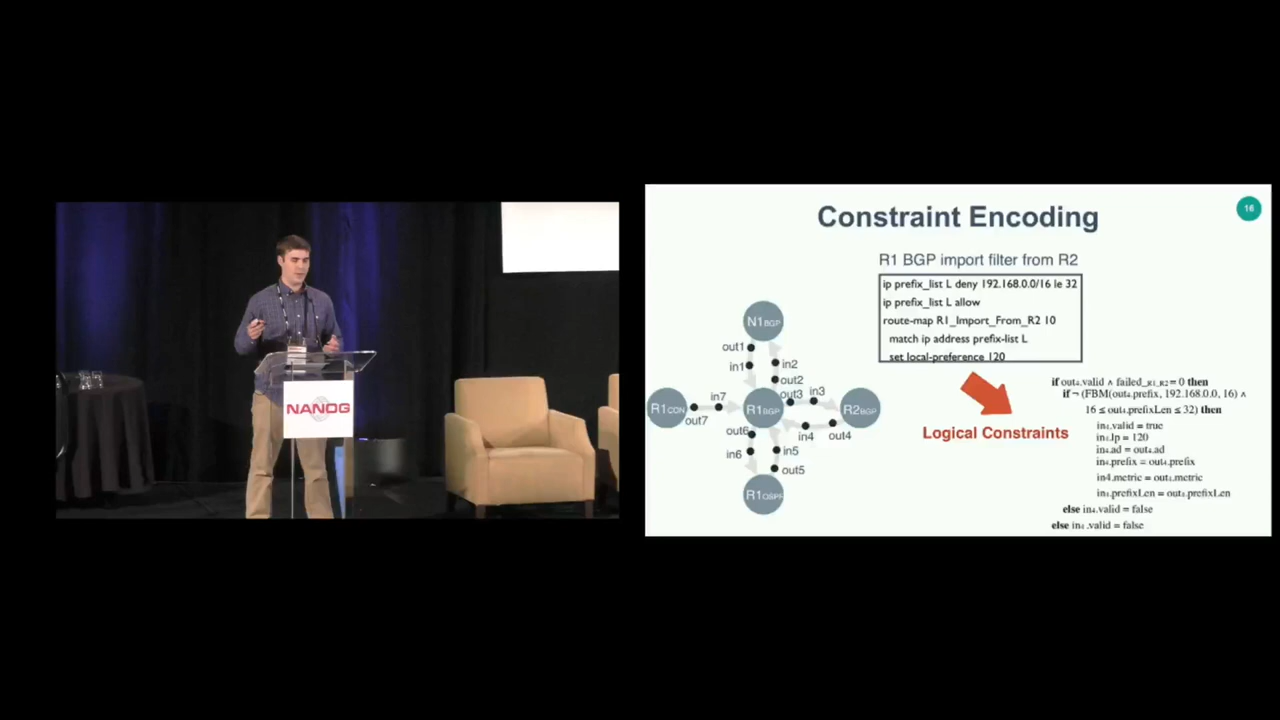 NANOG
16
Constraint Encoding
R1 BGP import filter from R2
ip prefix_list L deny 192.168.0.0/16 le 32
ip prefix_list L allow
route-map R1_Import_From_R2 10
match ip address prefix-list L
set local-preference 120
N1BGP
out1
in1
in2
out2
out3
in3
R1CON
in7
out7
R1BGP
R2BGP
out6
in4
out4
in6
in5
out5
R1OSPF
Logical Constraints
if out₄.valid ∧ failed_R1_R2 = 0 then
if ¬ (FBM(out₄.prefix, 192.168.0.0, 16) ∧
16 ≤ out₄.prefixLen ≤ 32) then
in₄.valid = true
in₄.lp = 120
in₄.ad = out₄.ad
in₄.prefix = out₄.prefix
in4.metric = out₄.metric
in₄.prefixLen = out₄.prefixLen
else in₄.valid = false
else in₄ .valid = false